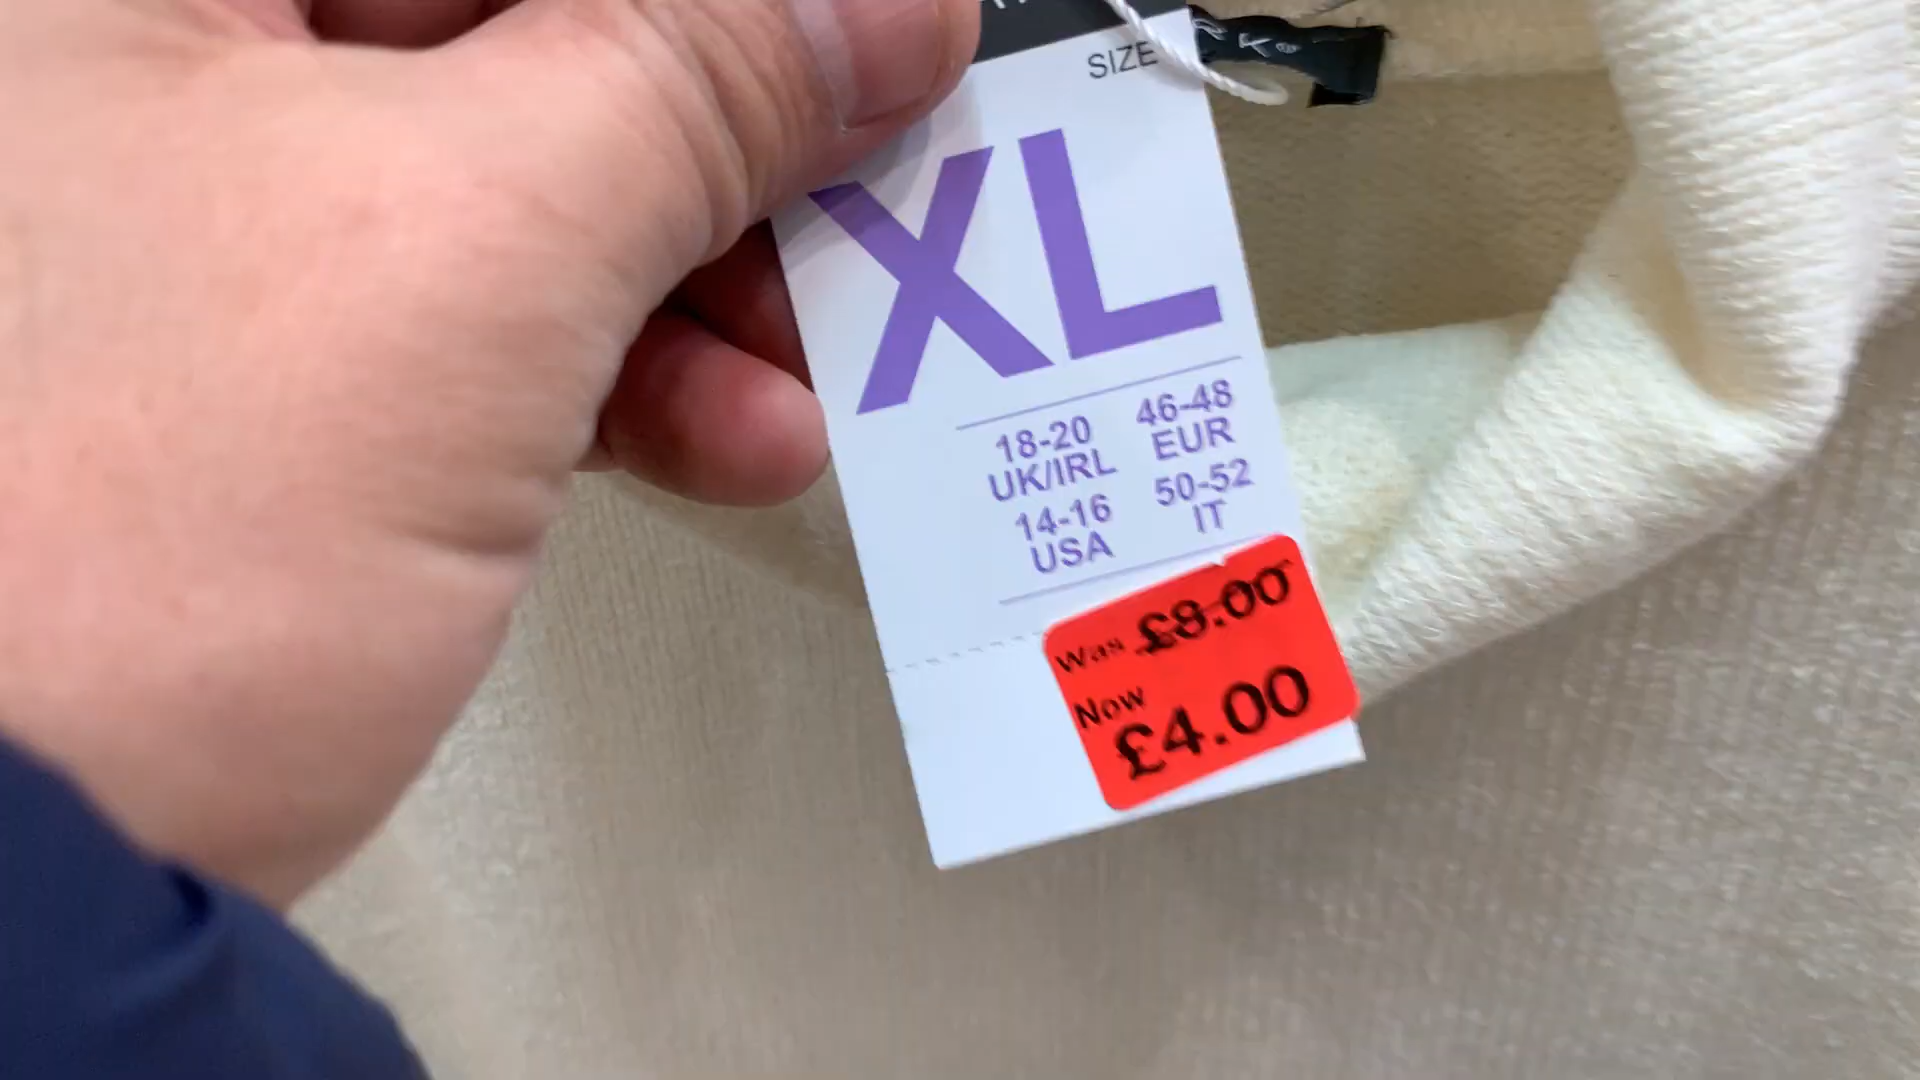 SIZE
XL
18-20
UK/IRL
46-48
EUR
14-16
USA
50-52
IT
Was £8.00
Now
£4.00